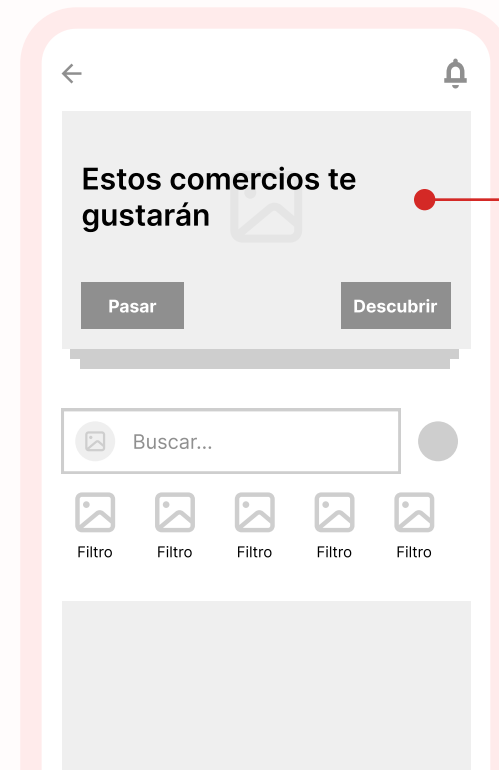 Estos comercios te
gustarán
Pasar
Descubrir
Buscar...
Filtro
Filtro
Filtro
Filtro
Filtro